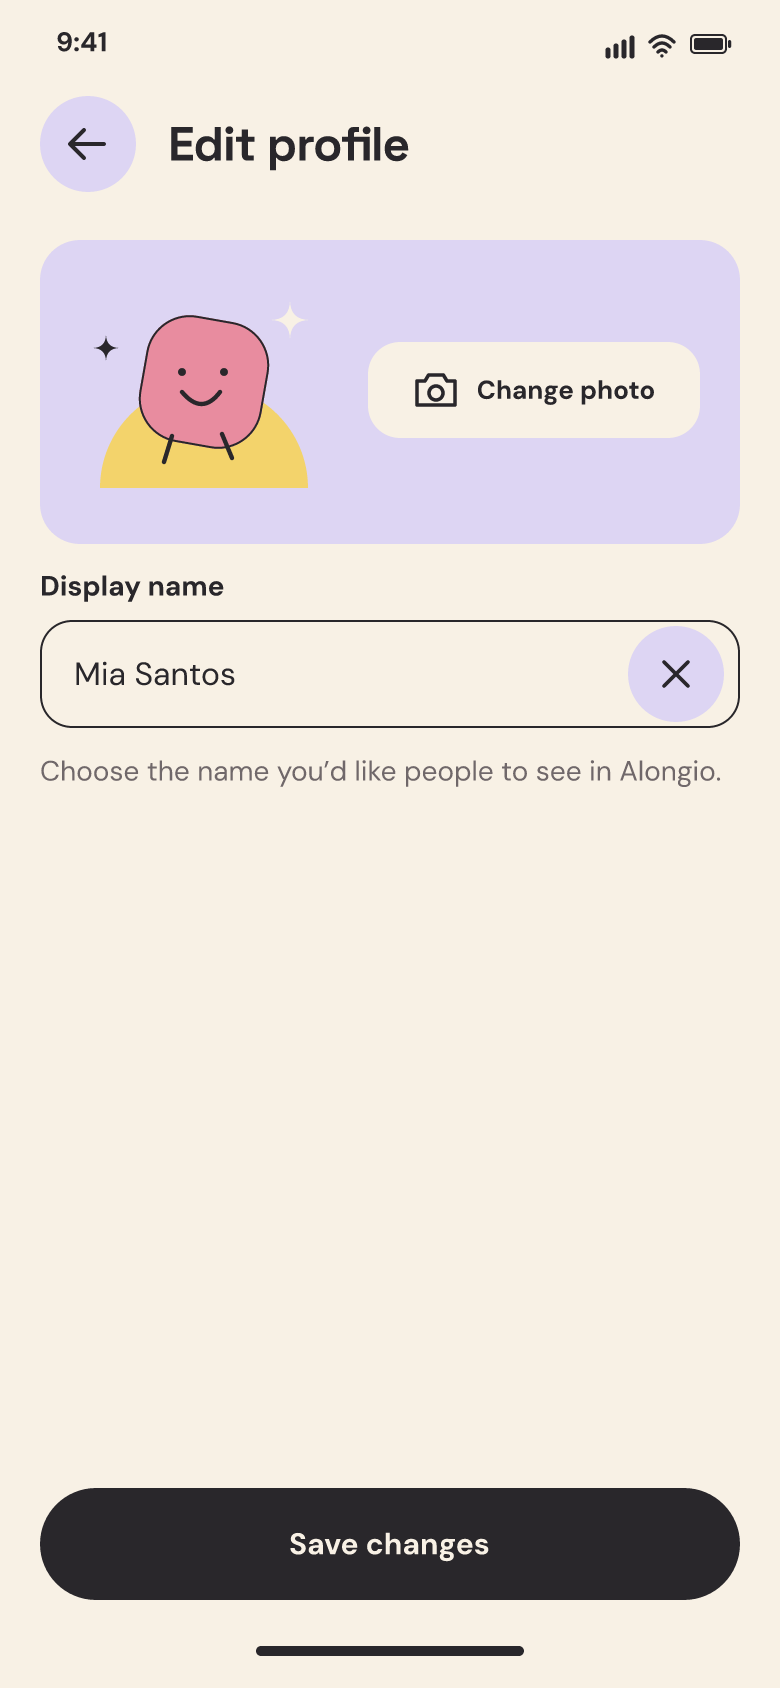 9:41
Edit profile
Change photo
Display name
Mia Santos
Choose the name you’d like people to see in Alongio.
Save changes